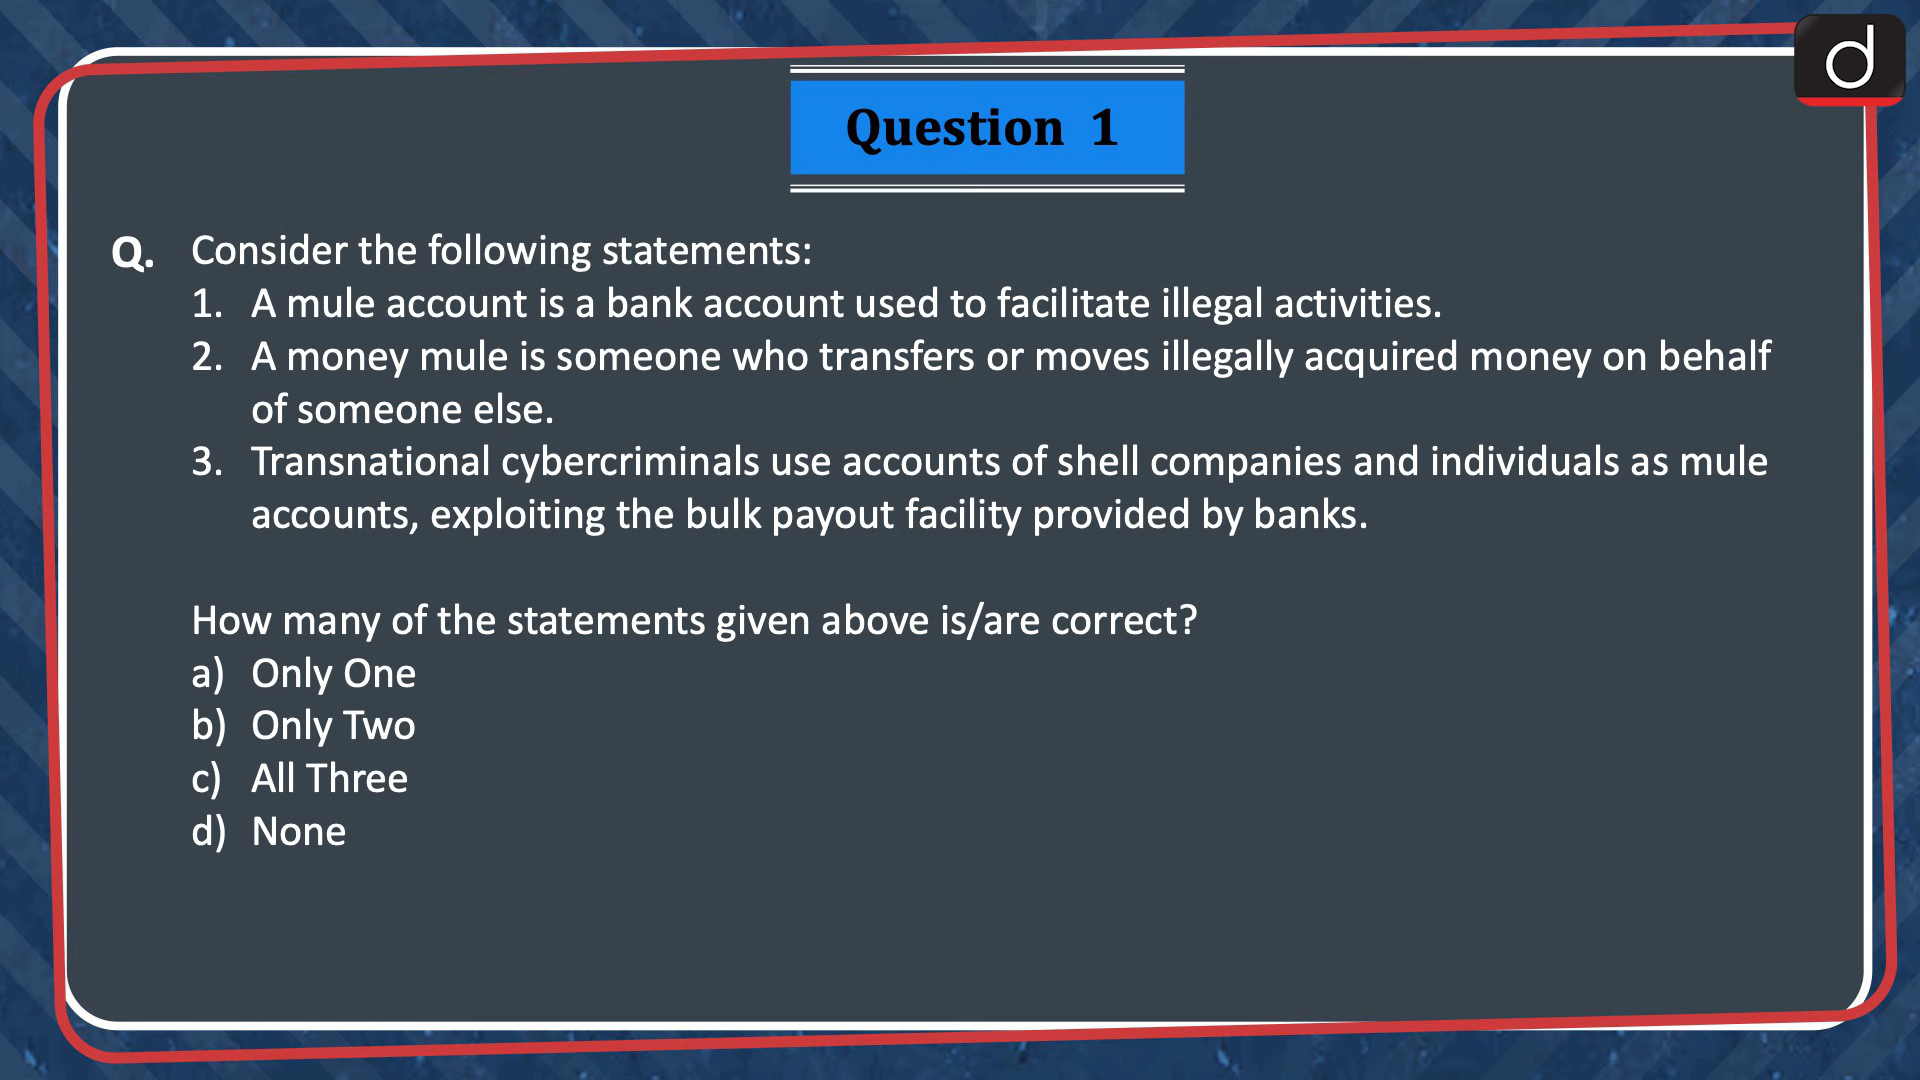 Question 1
Q. Consider the following statements:
1. A mule account is a bank account used to facilitate illegal activities.
2. A money mule is someone who transfers or moves illegally acquired money on behalf
of someone else.
3. Transnational cybercriminals use accounts of shell companies and individuals as mule
accounts, exploiting the bulk payout facility provided by banks.
How many of the statements given above is/are correct?
a) Only One
b) Only Two
c) All Three
d) None
d